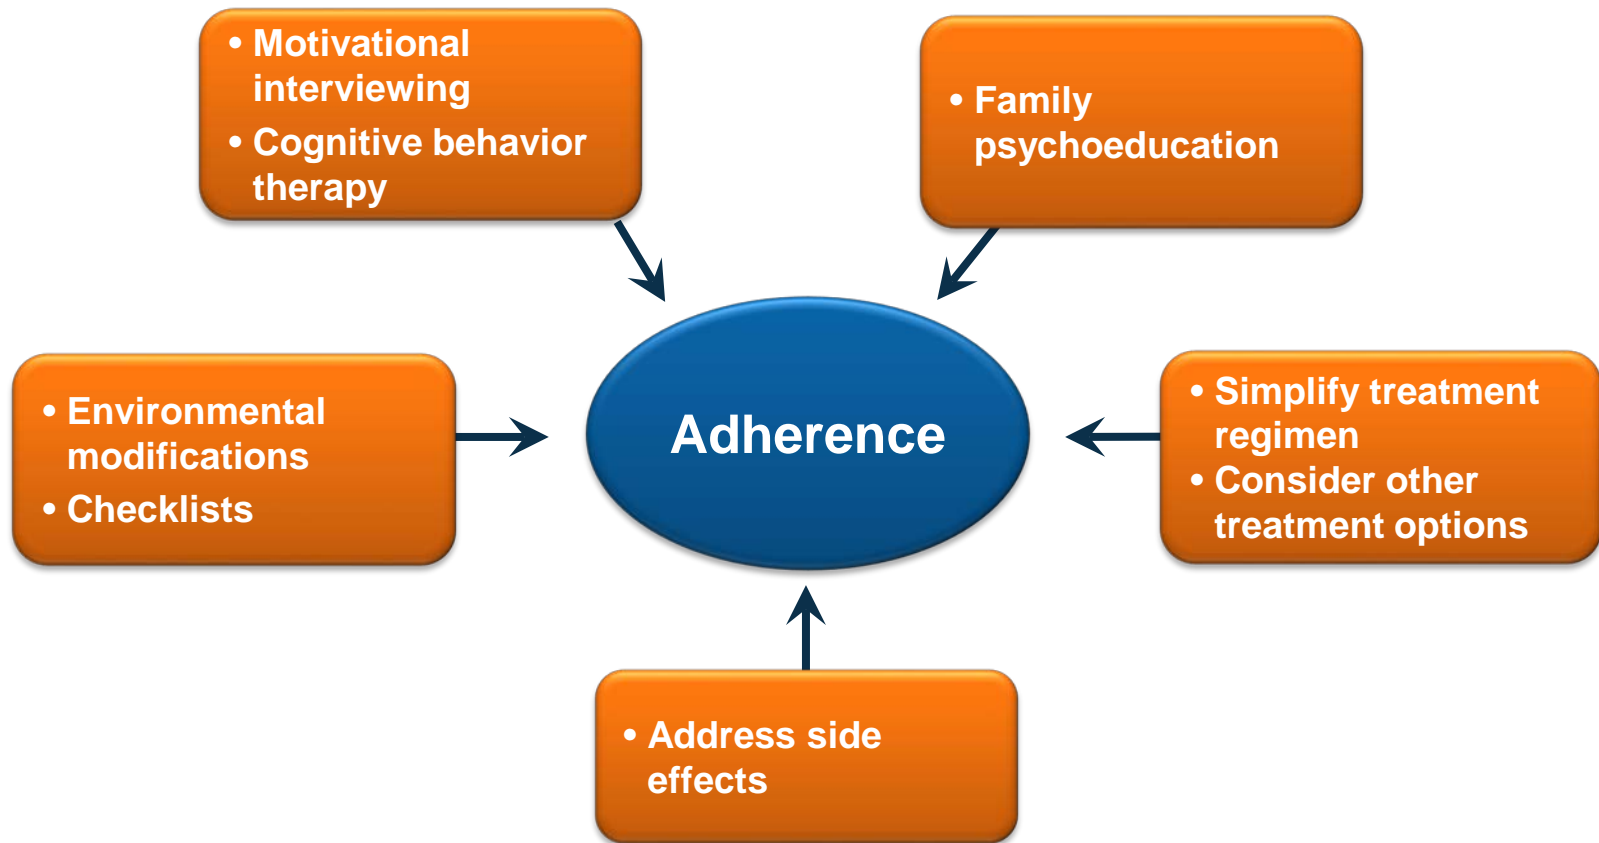 • Motivational
interviewing
• Cognitive behavior
therapy
• Family
psychoeducation
• Environmental
modifications
• Checklists
Adherence
• Simplify treatment
regimen
• Consider other
treatment options
• Address side
effects